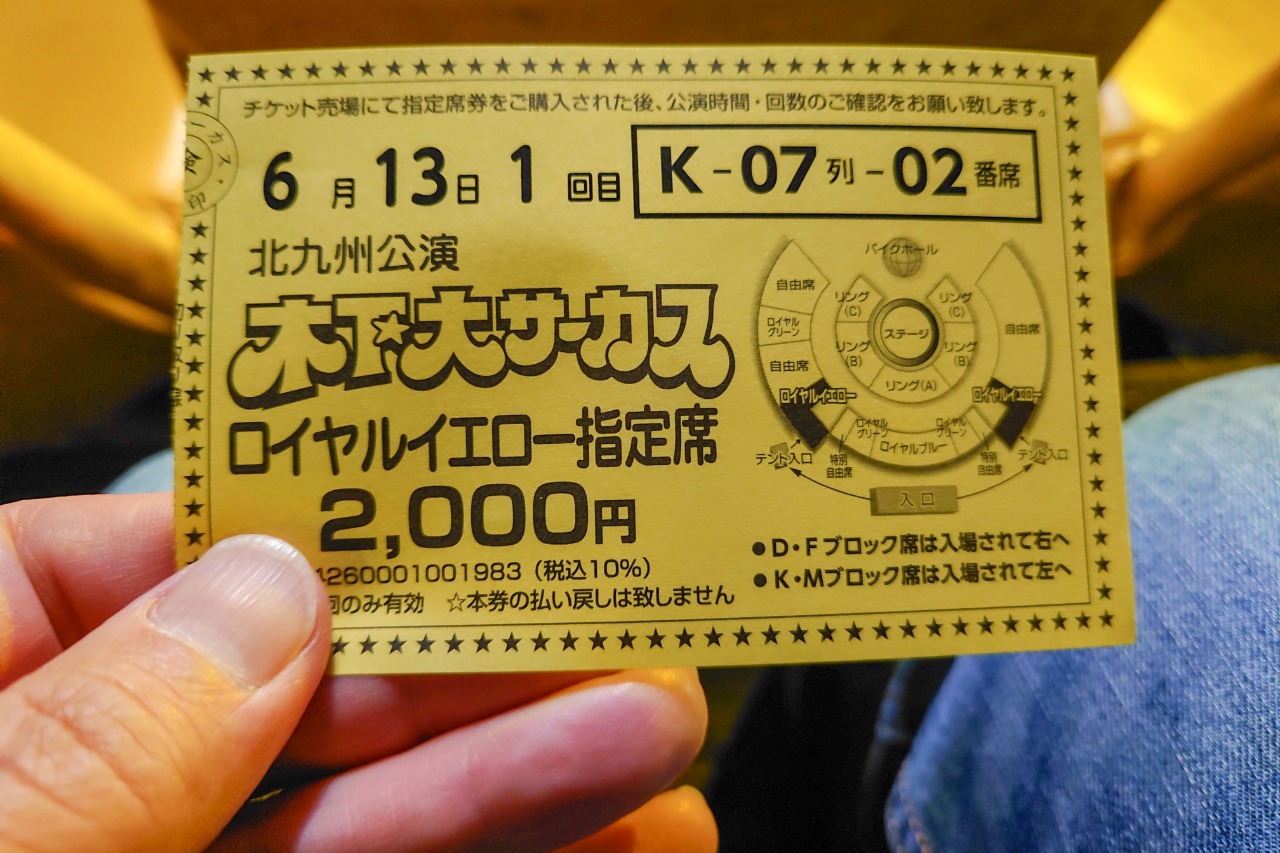 チケット売場にて指定席券をご購入された後、公演時間・回数のご確認をお願い致します。
6月13日 1回目
K-07列-02番席
北九州公演
木下大サーカス
ロイヤルイエロー指定席
2,000円
4260001001983（税込10%）
回のみ有効 ☆本券の払い戻しは致しません
バイクホール
自由席
リング(C)
リング(C)
ロイヤルグリーン
ステージ
自由席
リング(B)
リング(B)
自由席
リング(A)
ロイヤルイエロー
ロイヤルイエロー
ロイヤルグリーン
ロイヤルグリーン
ロイヤルブルー
テント入口
特別自由席
特別自由席
テント入口
入口
●D・Fブロック席は入場されて右へ
●K・Mブロック席は入場されて左へ